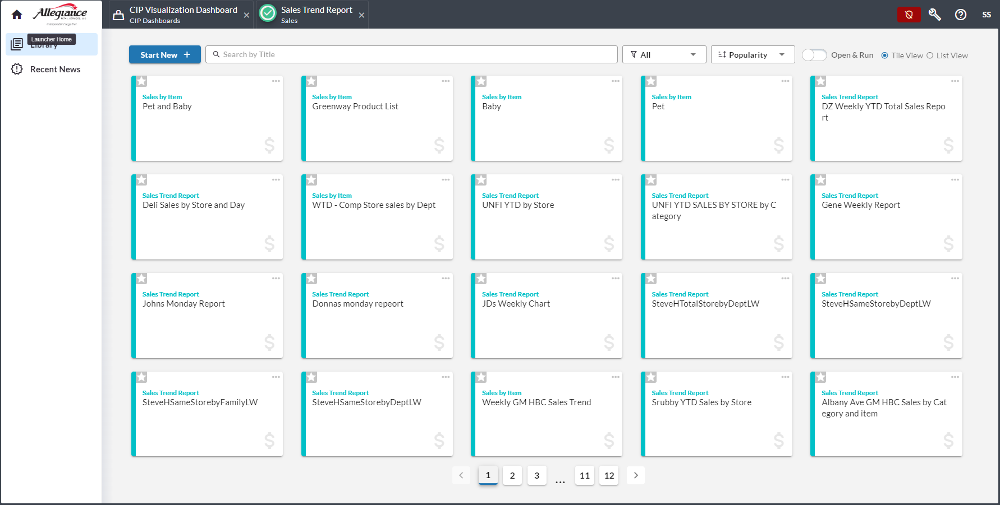 Allegiance
RETAIL SERVICES, LLC
Independent together
CIP Visualization Dashboard
CIP Dashboards
Sales Trend Report
Sales
SS
Launcher Home
Library
Recent News
Start New +
Search by Title
All
Popularity
Open & Run
Tile View
List View
Sales by Item
Pet and Baby
Sales by Item
Greenway Product List
Sales by Item
Baby
Sales by Item
Pet
Sales Trend Report
DZ Weekly YTD Total Sales Repo
rt
Sales Trend Report
Deli Sales by Store and Day
Sales by Item
WTD - Comp Store sales by Dept
Sales Trend Report
UNFI YTD by Store
Sales Trend Report
UNFI YTD SALES BY STORE by C
ategory
Sales Trend Report
Gene Weekly Report
Sales Trend Report
Johns Monday Report
Sales Trend Report
Donnas monday repeort
Sales Trend Report
JDs Weekly Chart
Sales Trend Report
SteveHTotalStorebyDeptLW
Sales Trend Report
SteveHSameStorebyDeptLW
Sales Trend Report
SteveHSameStorebyFamilyLW
Sales Trend Report
SteveHSameStorebyDeptLW
Sales by Item
Weekly GM HBC Sales Trend
Sales Trend Report
Srubby YTD Sales by Store
Sales Trend Report
Albany Ave GM HBC Sales by Cat
egory and item
1 2 3 ... 11 12